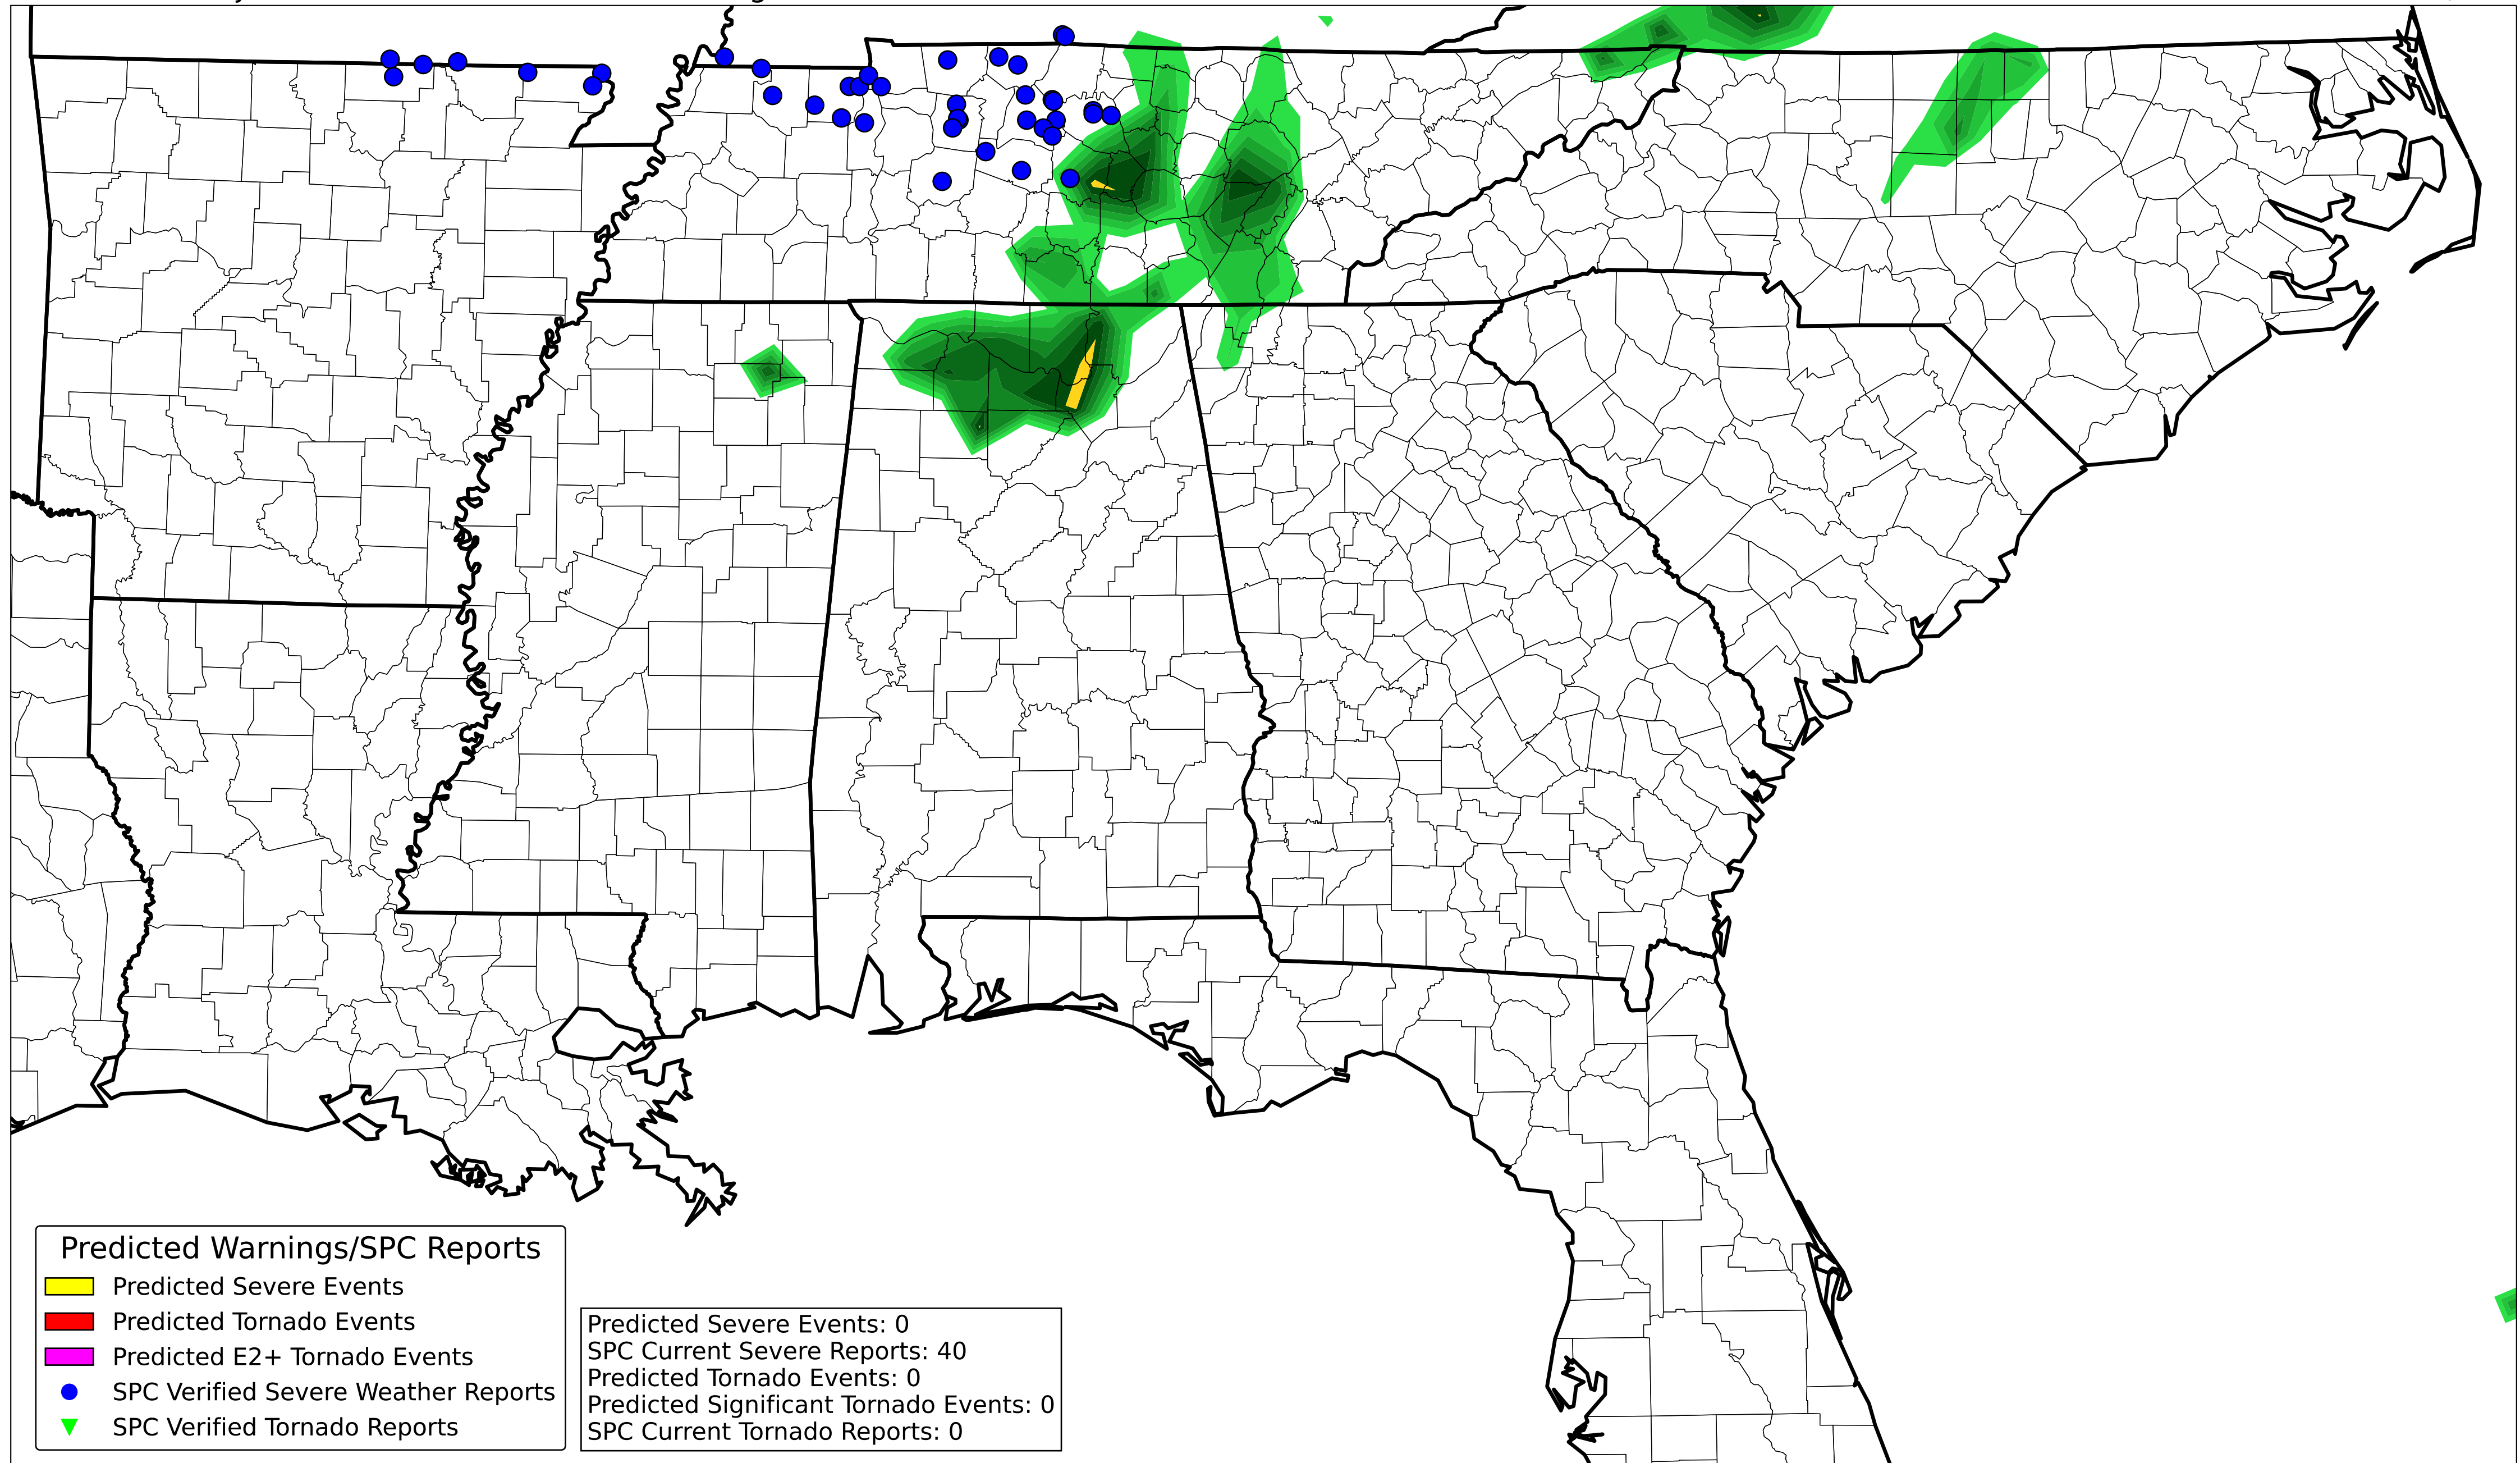 Predicted Warnings/SPC Reports
Predicted Severe Events
Predicted Tornado Events
Predicted E2+ Tornado Events
SPC Verified Severe Weather Reports
SPC Verified Tornado Reports
Predicted Severe Events: 0
SPC Current Severe Reports: 40
Predicted Tornado Events: 0
Predicted Significant Tornado Events: 0
SPC Current Tornado Reports: 0